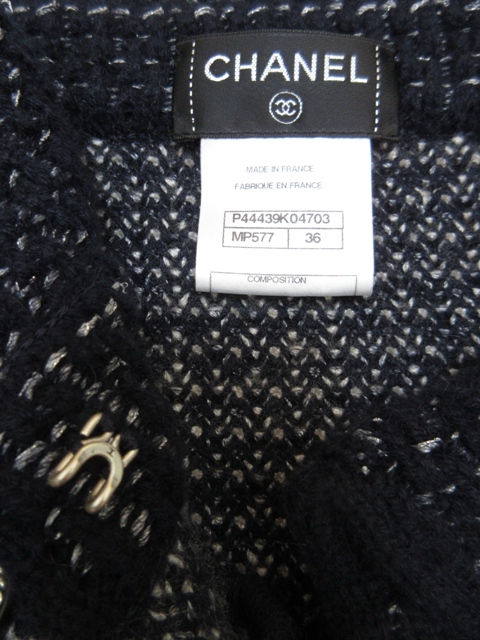 CHANEL
MADE IN FRANCE
FABRIQUE EN FRANCE
P44439K04703
MP577 36
COMPOSITION